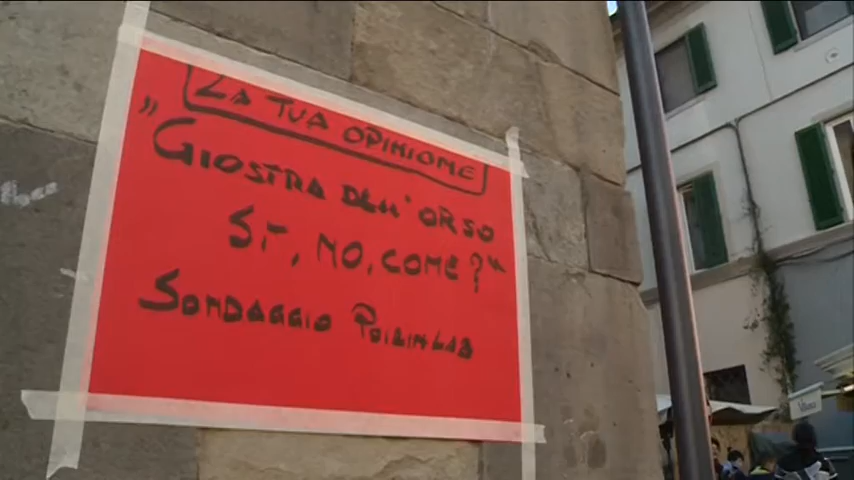 LA TUA OPINIONE
„GIOSTRA DELL'ORSO
SI, NO, COME?"
SONDAGGIO